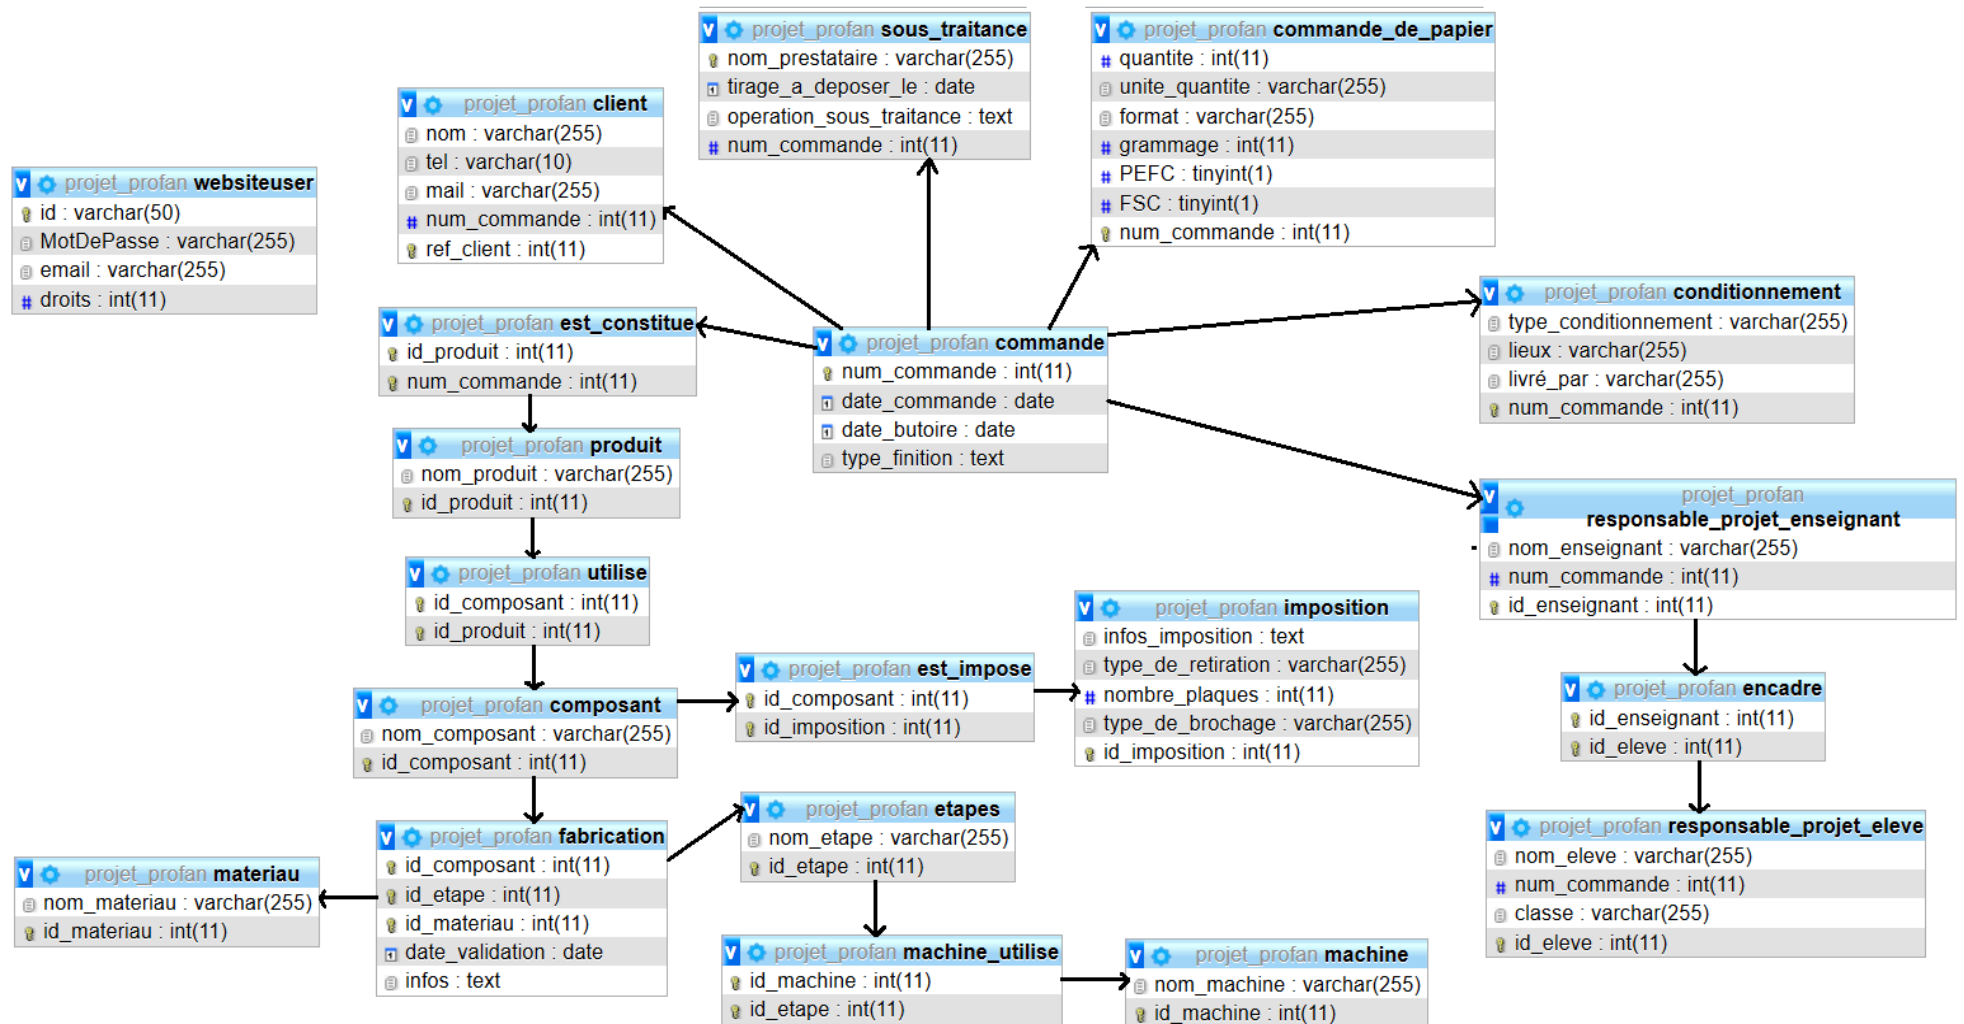 projet_profan sous_traitance
nom_prestataire : varchar(255)
tirage_a_deposer_le : date
operation_sous_traitance : text
num_commande : int(11)
projet_profan commande_de_papier
quantite : int(11)
unite_quantite : varchar(255)
format : varchar(255)
grammage : int(11)
PEFC : tinyint(1)
FSC : tinyint(1)
num_commande : int(11)
projet_profan client
nom : varchar(255)
tel : varchar(10)
mail : varchar(255)
num_commande : int(11)
ref_client : int(11)
projet_profan websiteuser
id : varchar(50)
MotDePasse : varchar(255)
email : varchar(255)
droits : int(11)
projet_profan conditionnement
type_conditionnement : varchar(255)
lieux : varchar(255)
livré_par : varchar(255)
num_commande : int(11)
projet_profan est_constitue
id_produit : int(11)
num_commande : int(11)
projet_profan commande
num_commande : int(11)
date_commande : date
date_butoire : date
type_finition : text
projet_profan produit
nom_produit : varchar(255)
id_produit : int(11)
projet_profan
responsable_projet_enseignant
nom_enseignant : varchar(255)
num_commande : int(11)
id_enseignant : int(11)
projet_profan utilise
id_composant : int(11)
id_produit : int(11)
projet_profan imposition
infos_imposition : text
type_de_retiration : varchar(255)
nombre_plaques : int(11)
type_de_brochage : varchar(255)
id_imposition : int(11)
projet_profan est_impose
id_composant : int(11)
id_imposition : int(11)
projet_profan encadre
id_enseignant : int(11)
id_eleve : int(11)
projet_profan composant
nom_composant : varchar(255)
id_composant : int(11)
projet_profan etapes
nom_etape : varchar(255)
id_etape : int(11)
projet_profan responsable_projet_eleve
nom_eleve : varchar(255)
num_commande : int(11)
classe : varchar(255)
id_eleve : int(11)
projet_profan fabrication
id_composant : int(11)
id_etape : int(11)
id_materiau : int(11)
date_validation : date
infos : text
projet_profan materiau
nom_materiau : varchar(255)
id_materiau : int(11)
projet_profan machine_utilise
id_machine : int(11)
id_etape : int(11)
projet_profan machine
nom_machine : varchar(255)
id_machine : int(11)